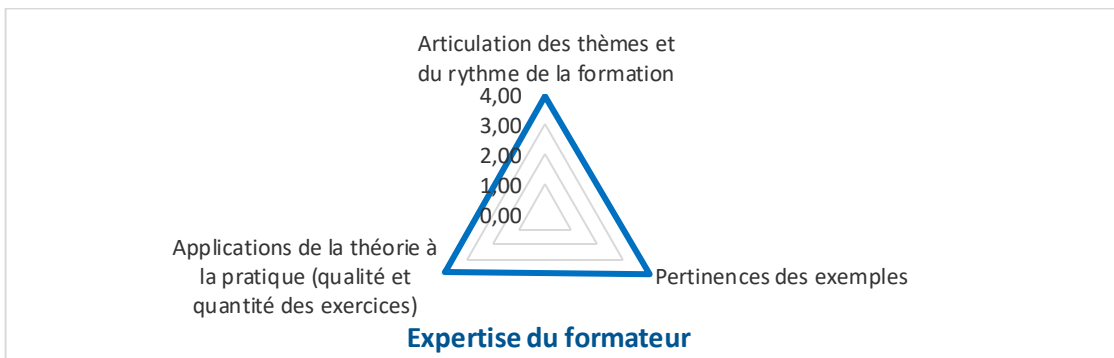 Articulation des thèmes et
du rythme de la formation
4,00
3,00
2,00
1,00
0,00
Applications de la théorie à
la pratique (qualité et
quantité des exercices)
Pertinences des exemples
Expertise du formateur